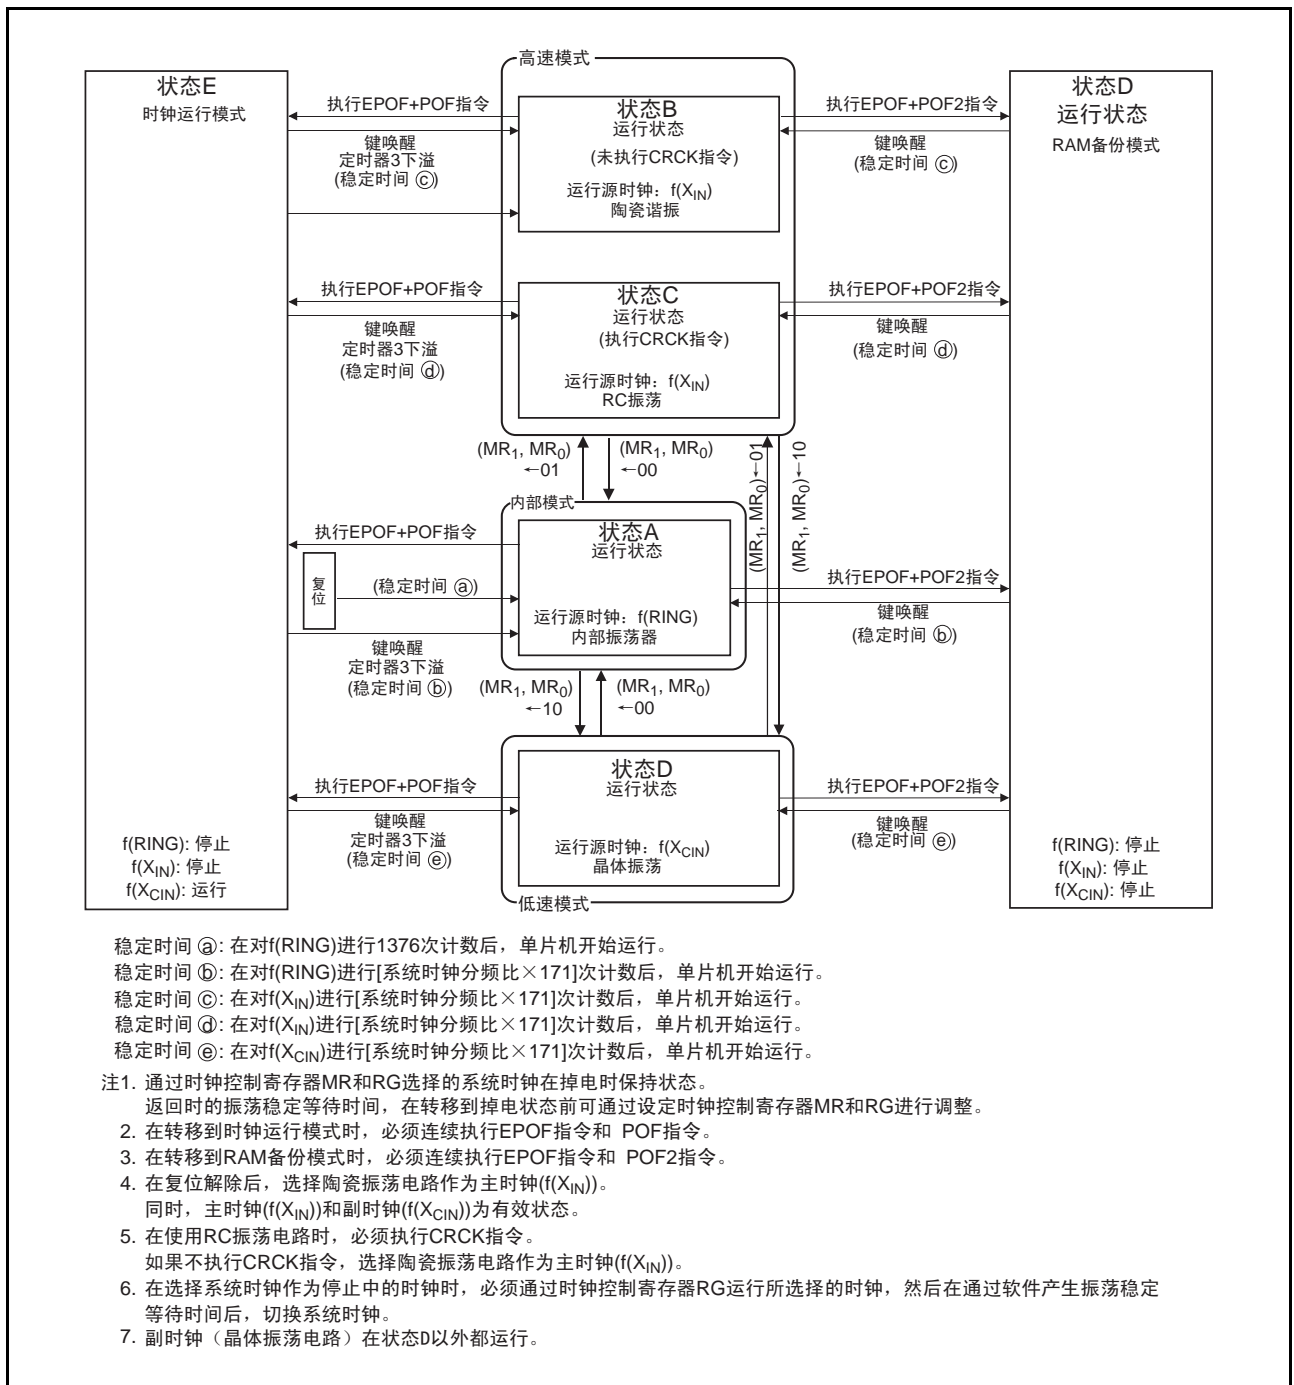 高速模式
状态E
时钟运行模式
执行EPOF+POF指令
键唤醒
定时器3下溢
(稳定时间 ⓒ)
状态B
运行状态
(未执行CRCK指令)
运行源时钟：f(X_IN)
陶瓷谐振
执行EPOF+POF2指令
键唤醒
(稳定时间 ⓒ)
状态D
运行状态
RAM备份模式
执行EPOF+POF指令
键唤醒
定时器3下溢
(稳定时间 ⓓ)
状态C
运行状态
(执行CRCK指令)
运行源时钟：f(X_IN)
RC振荡
执行EPOF+POF2指令
键唤醒
(稳定时间 ⓓ)
(MR₁, MR₀)
←01
(MR₁, MR₀)
←00
(MR₁, MR₀)←01
(MR₁, MR₀)←10
内部模式
执行EPOF+POF指令
复位
(稳定时间 ⓐ)
键唤醒
定时器3下溢
(稳定时间 ⓑ)
状态A
运行状态
运行源时钟：f(RING)
内部振荡器
执行EPOF+POF2指令
键唤醒
(稳定时间 ⓑ)
(MR₁, MR₀)
←10
(MR₁, MR₀)
←00
执行EPOF+POF指令
键唤醒
定时器3下溢
(稳定时间 ⓔ)
状态D
运行状态
运行源时钟：f(X_CIN)
晶体振荡
执行EPOF+POF2指令
键唤醒
(稳定时间 ⓔ)
f(RING): 停止
f(X_IN): 停止
f(X_CIN): 运行
f(RING): 停止
f(X_IN): 停止
f(X_CIN): 停止
低速模式
稳定时间 ⓐ: 在对f(RING)进行1376次计数后，单片机开始运行。
稳定时间 ⓑ: 在对f(RING)进行[系统时钟分频比×171]次计数后，单片机开始运行。
稳定时间 ⓒ: 在对f(X_IN)进行[系统时钟分频比×171]次计数后，单片机开始运行。
稳定时间 ⓓ: 在对f(X_IN)进行[系统时钟分频比×171]次计数后，单片机开始运行。
稳定时间 ⓔ: 在对f(X_CIN)进行[系统时钟分频比×171]次计数后，单片机开始运行。
注1. 通过时钟控制寄存器MR和RG选择的系统时钟在掉电时保持状态。
返回时的振荡稳定等待时间，在转移到掉电状态前可通过设定时钟控制寄存器MR和RG进行调整。
2. 在转移到时钟运行模式时，必须连续执行EPOF指令和 POF指令。
3. 在转移到RAM备份模式时，必须连续执行EPOF指令和 POF2指令。
4. 在复位解除后，选择陶瓷振荡电路作为主时钟(f(X_IN))。
同时，主时钟(f(X_IN))和副时钟(f(X_CIN))为有效状态。
5. 在使用RC振荡电路时，必须执行CRCK指令。
如果不执行CRCK指令，选择陶瓷振荡电路作为主时钟(f(X_IN))。
6. 在选择系统时钟作为停止中的时钟时，必须通过时钟控制寄存器RG运行所选择的时钟，然后在通过软件产生振荡稳定
等待时间后，切换系统时钟。
7. 副时钟（晶体振荡电路）在状态D以外都运行。